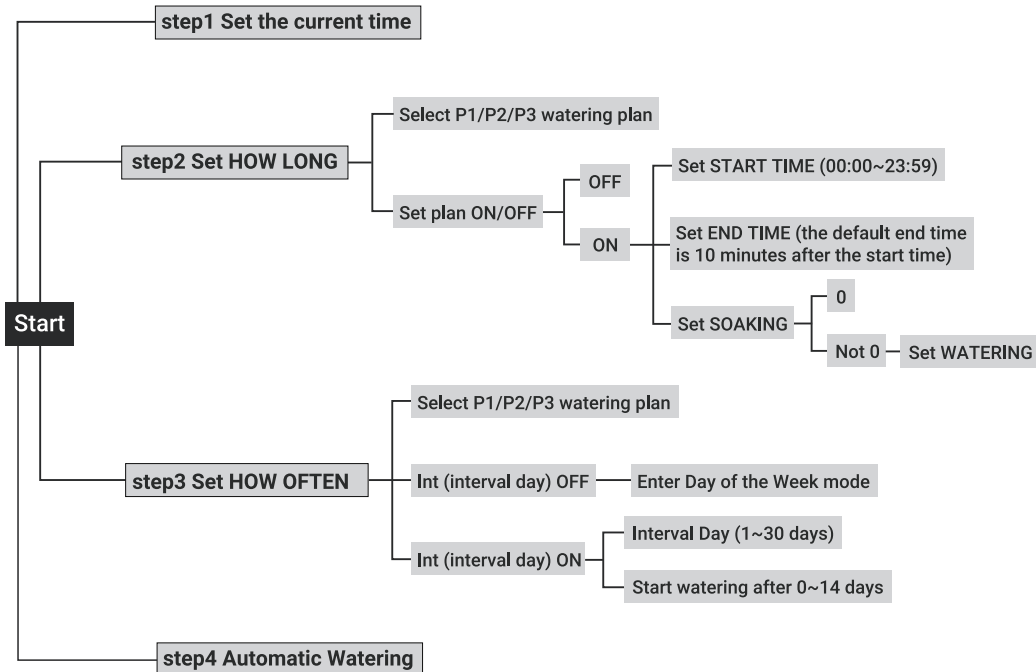 step1 Set the current time
Select P1/P2/P3 watering plan
step2 Set HOW LONG
Set START TIME (00:00~23:59)
OFF
Set plan ON/OFF
ON
Set END TIME (the default end time
is 10 minutes after the start time)
0
Start
Set SOAKING
Not 0
Set WATERING
Select P1/P2/P3 watering plan
step3 Set HOW OFTEN
Int (interval day) OFF
Enter Day of the Week mode
Interval Day (1~30 days)
Int (interval day) ON
Start watering after 0~14 days
step4 Automatic Watering